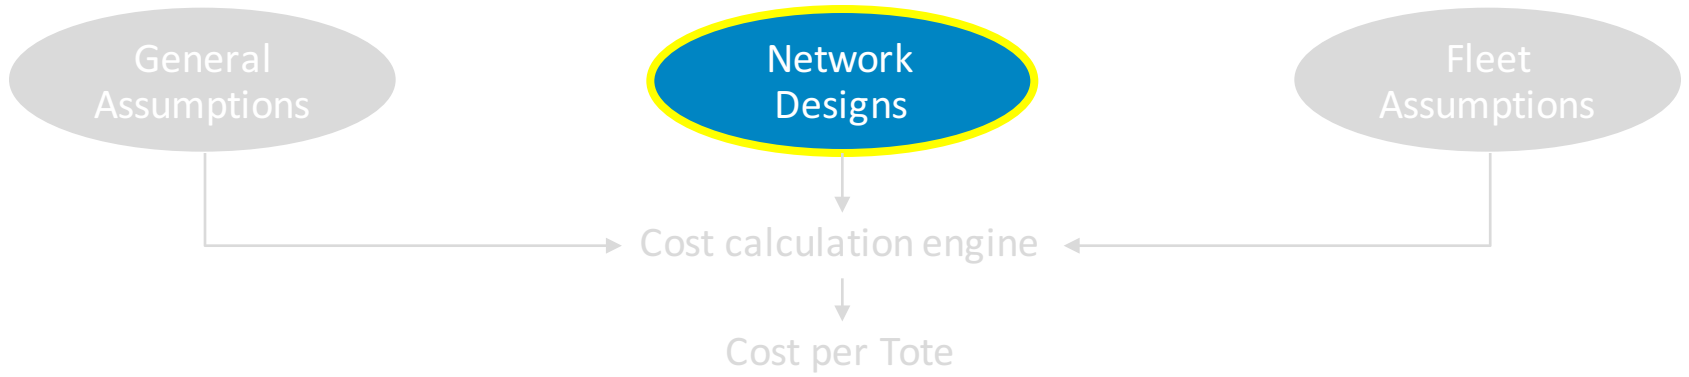 General
Assumptions
Network
Designs
Fleet
Assumptions
Cost calculation engine
Cost per Tote